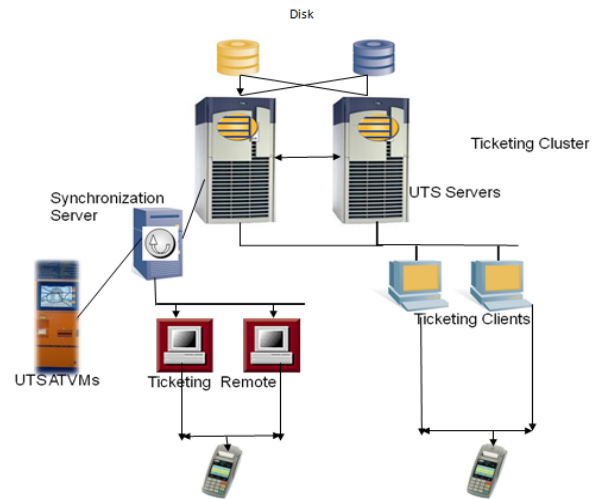 Disk
Ticketing Cluster
UTS Servers
Synchronization
Server
Ticketing Clients
UTSATVMs
Ticketing Remote